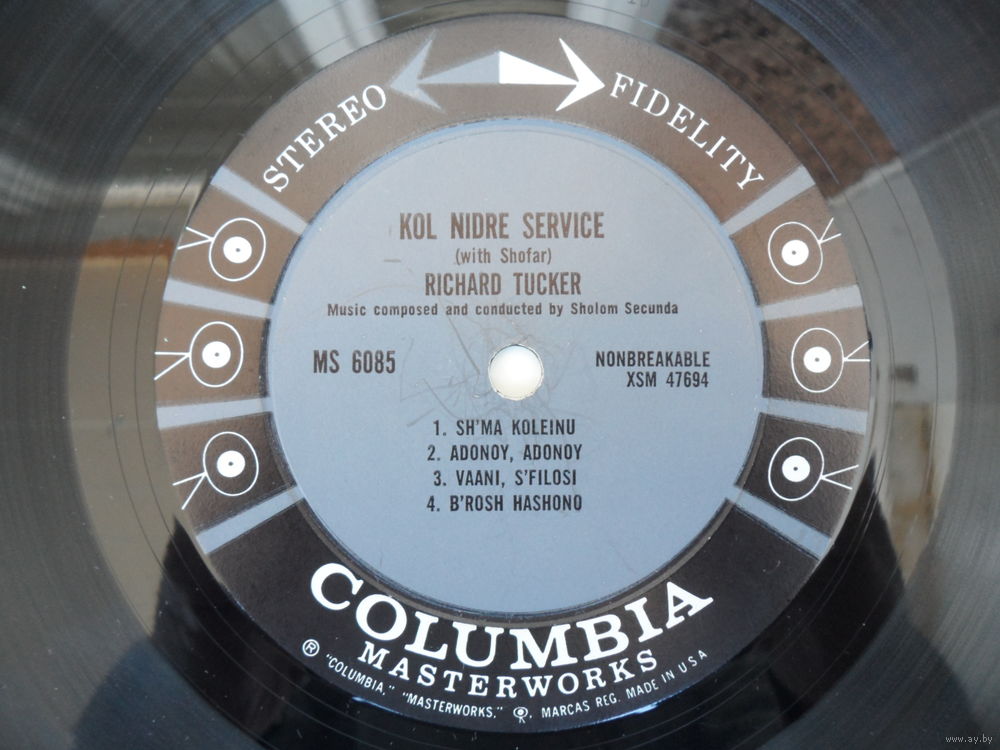 STEREO FIDELITY
KOL NIDRE SERVICE
(with Shofar)
RICHARD TUCKER
Music composed and conducted by Sholom Secunda
MS 6085
NONBREAKABLE
XSM 47694
1. SH'MA KOLEINU
2. ADONOY, ADONOY
3. VAANI, S'FILOSI
4. B'ROSH HASHONO
COLUMBIA
MASTERWORKS
® "COLUMBIA," "MASTERWORKS," MARCAS REG. MADE IN USA
www.ay.by